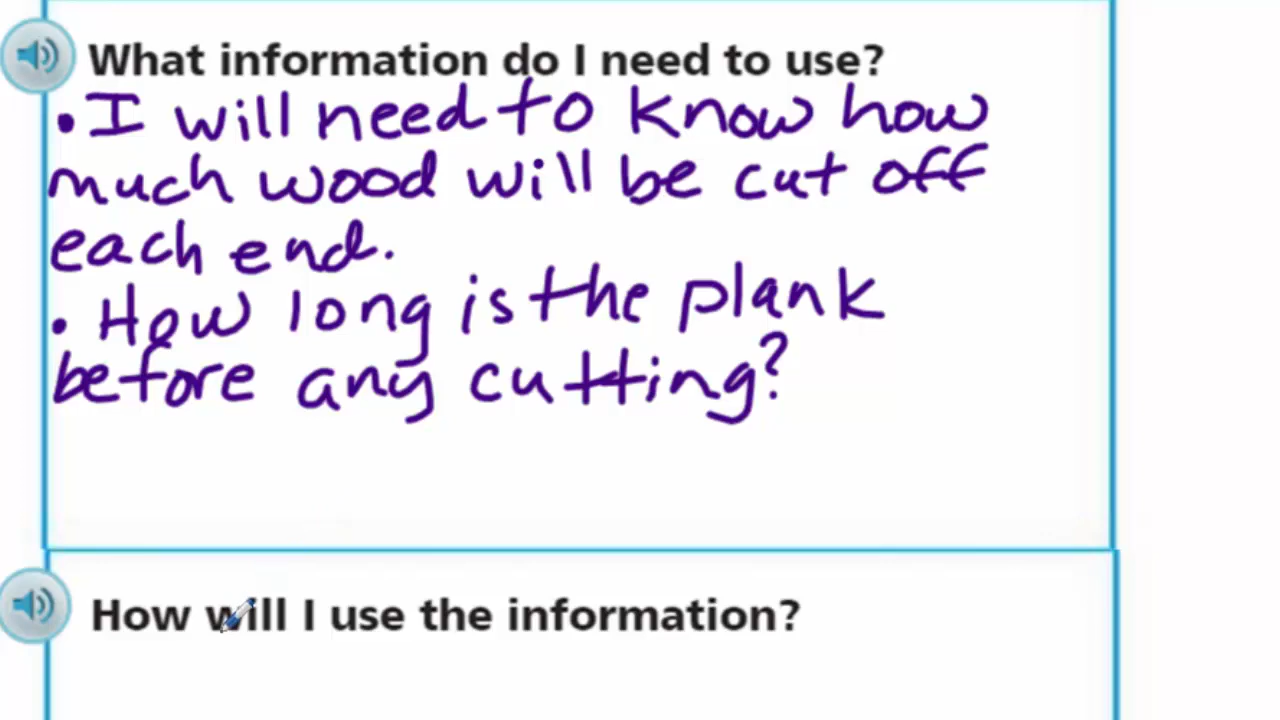 What information do I need to use?
• I will need to know how
much wood will be cut off
each end.
• How long is the plank
before any cutting?
How will I use the information?